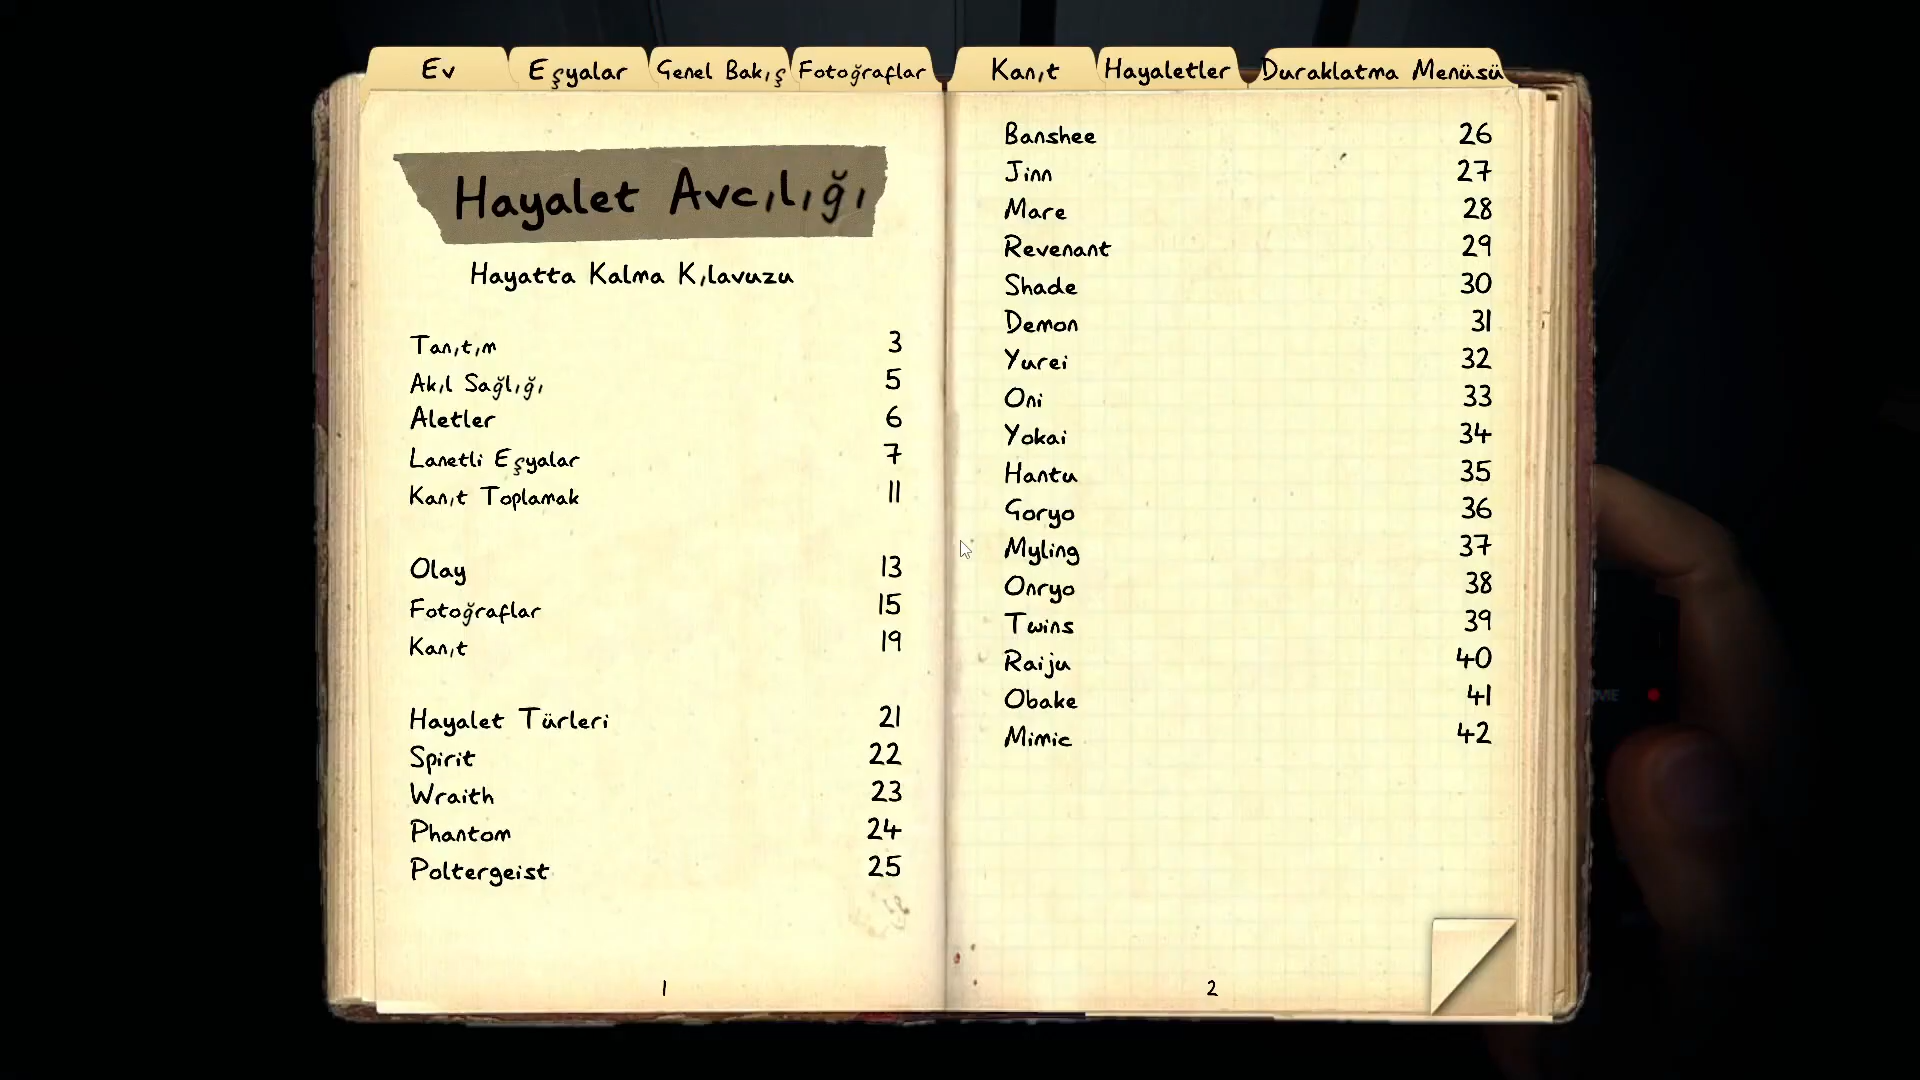 Ev Eşyalar Genel Bakış Fotoğraflar Kanıt Hayaletler Duraklatma Menüsü
Hayalet Avcılığı
Hayatta Kalma Kılavuzu
Tanıtım 3
Akıl Sağlığı 5
Aletler 6
Lanetli Eşyalar 7
Kanıt Toplamak 11
Olay 13
Fotoğraflar 15
Kanıt 19
Hayalet Türleri 21
Spirit 22
Wraith 23
Phantom 24
Poltergeist 25
1
Banshee 26
Jinn 27
Mare 28
Revenant 29
Shade 30
Demon 31
Yurei 32
Oni 33
Yokai 34
Hantu 35
Goryo 36
Myling 37
Onryo 38
Twins 39
Raiju 40
Obake 41
Mimic 42
2